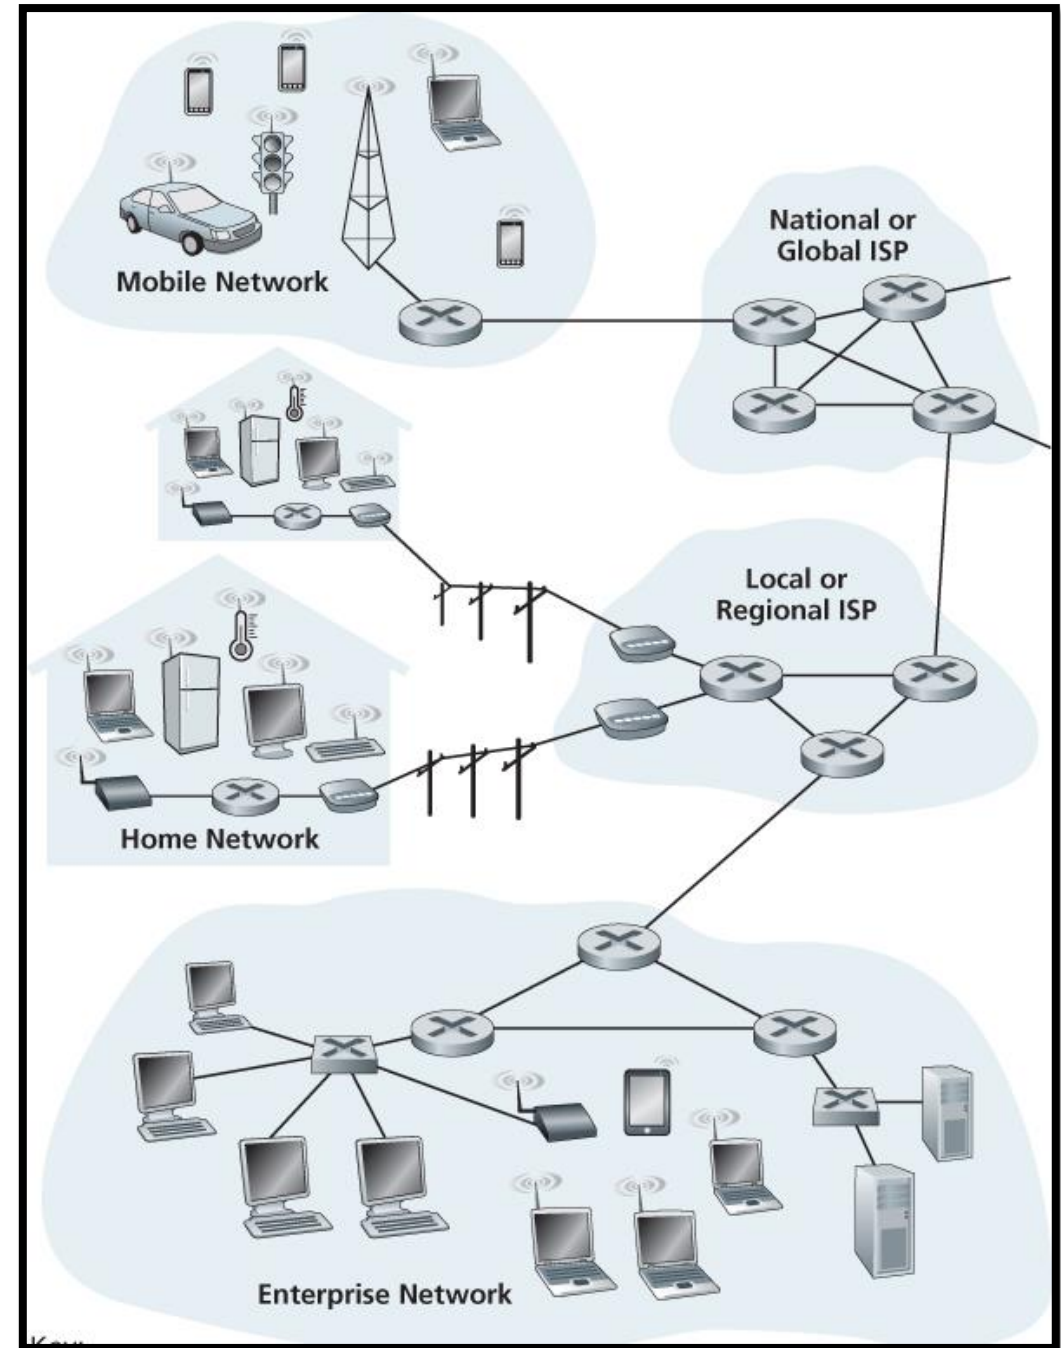 National or
Global ISP
Mobile Network
Local or
Regional ISP
Home Network
Enterprise Network